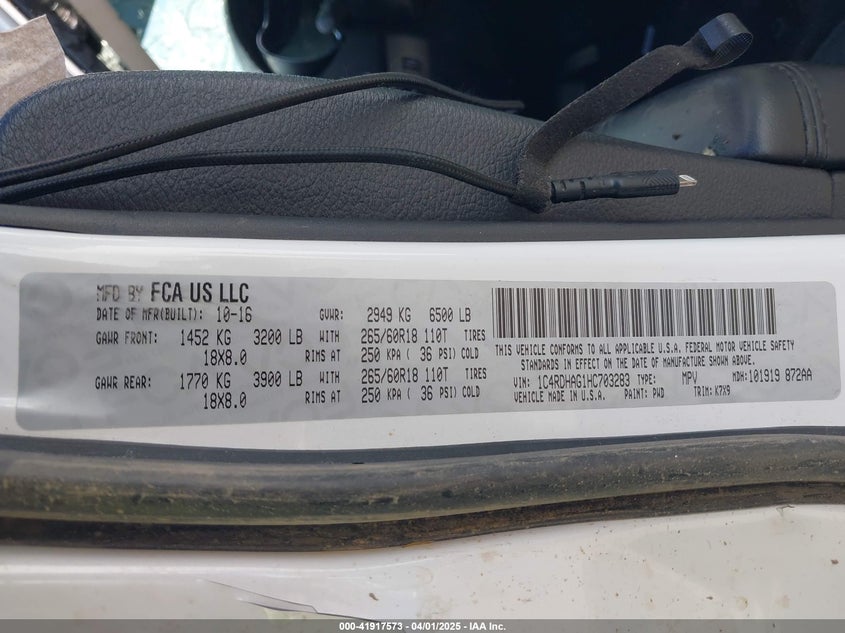 MFD BY FCA US LLC
DATE OF MFR(BUILT): 10-16 GVWR: 2949 KG 6500 LB
GAWR FRONT: 1452 KG 3200 LB WITH 265/60R18 110T TIRES
18X8.0 RIMS AT 250 KPA ( 36 PSI) COLD
GAWR REAR: 1770 KG 3900 LB WITH 265/60R18 110T TIRES
18X8.0 RIMS AT 250 KPA ( 36 PSI) COLD
THIS VEHICLE CONFORMS TO ALL APPLICABLE U.S.A. FEDERAL MOTOR VEHICLE SAFETY
STANDARDS IN EFFECT ON THE DATE OF MANUFACTURE SHOWN ABOVE.
VIN: 1C4RDHAG1HC703283 TYPE: MPV MDH: 101919 872AA
VEHICLE MADE IN U.S.A. PAINT: PWD TRIM: K7X9
000-41917573 — 04/01/2025 — IAA Inc.